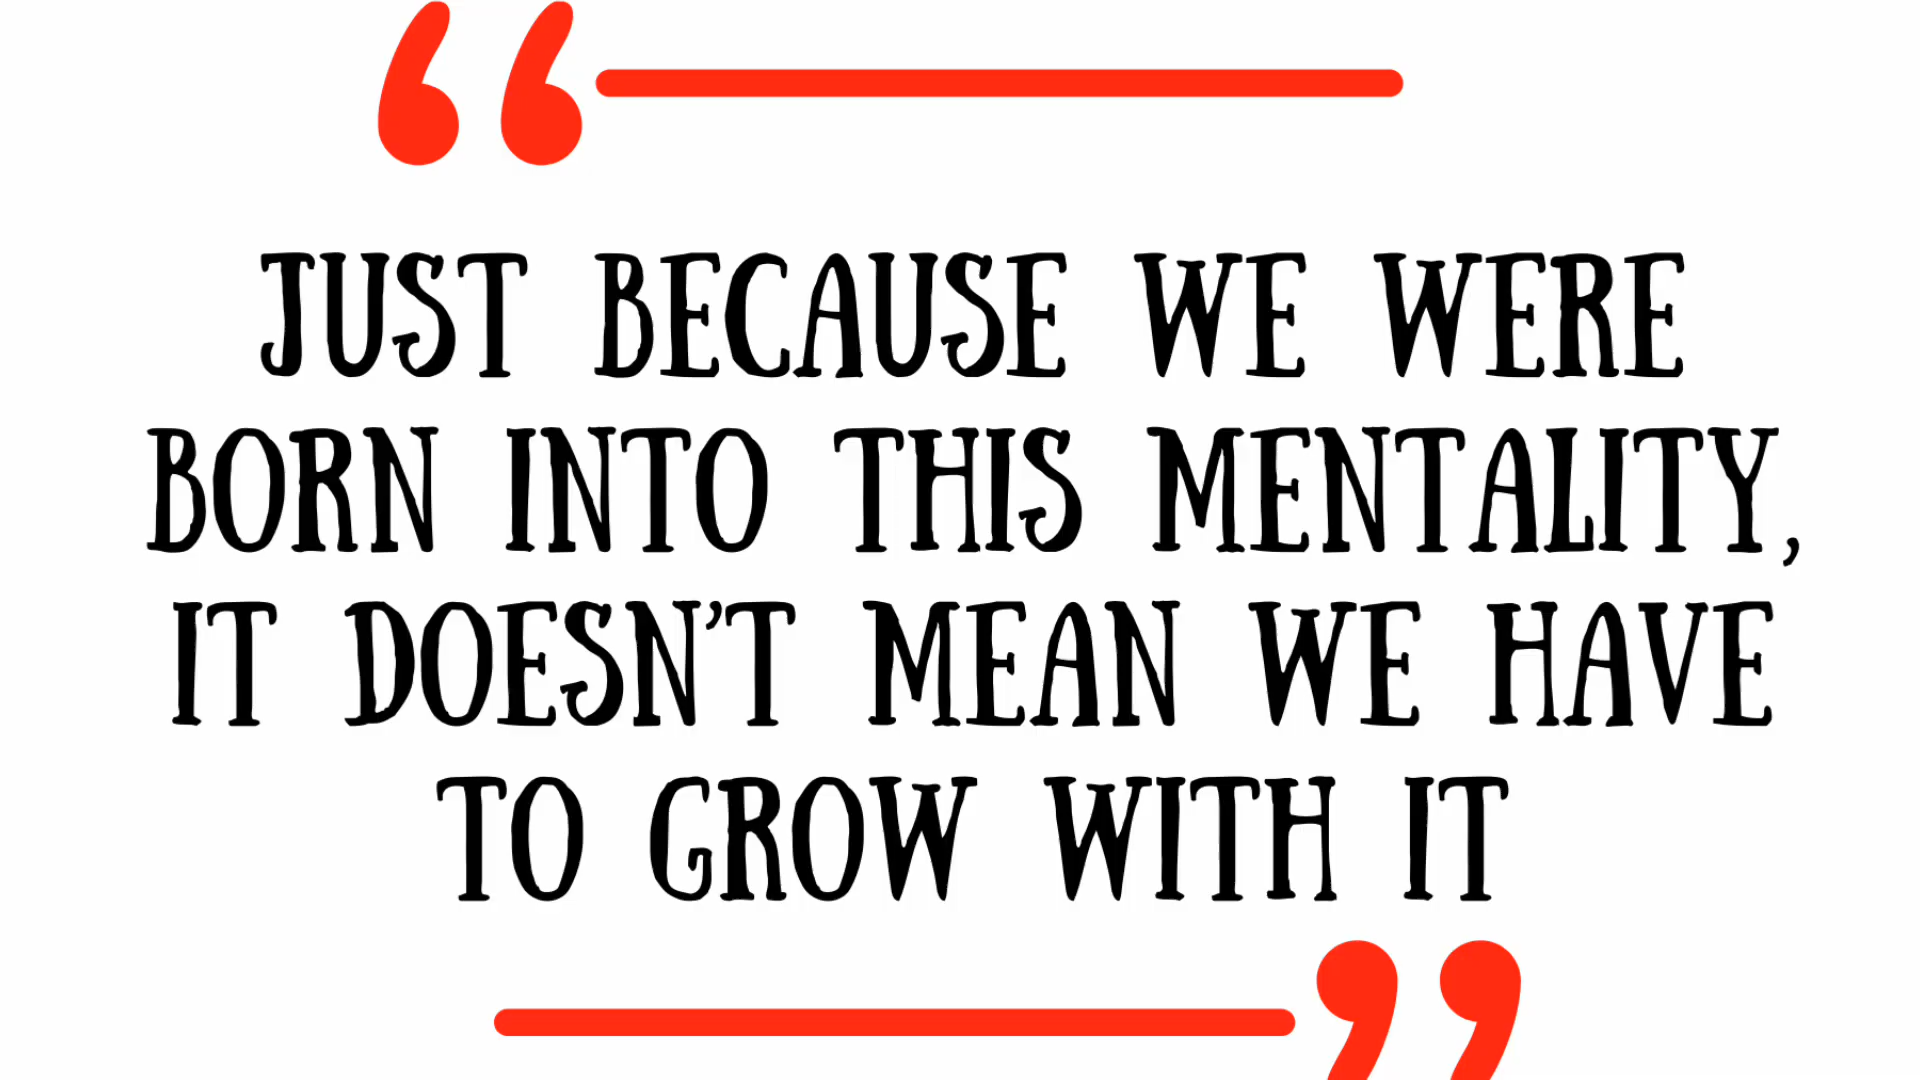 “
JUST BECAUSE WE WERE
BORN INTO THIS MENTALITY,
IT DOESN’T MEAN WE HAVE
TO GROW WITH IT
”